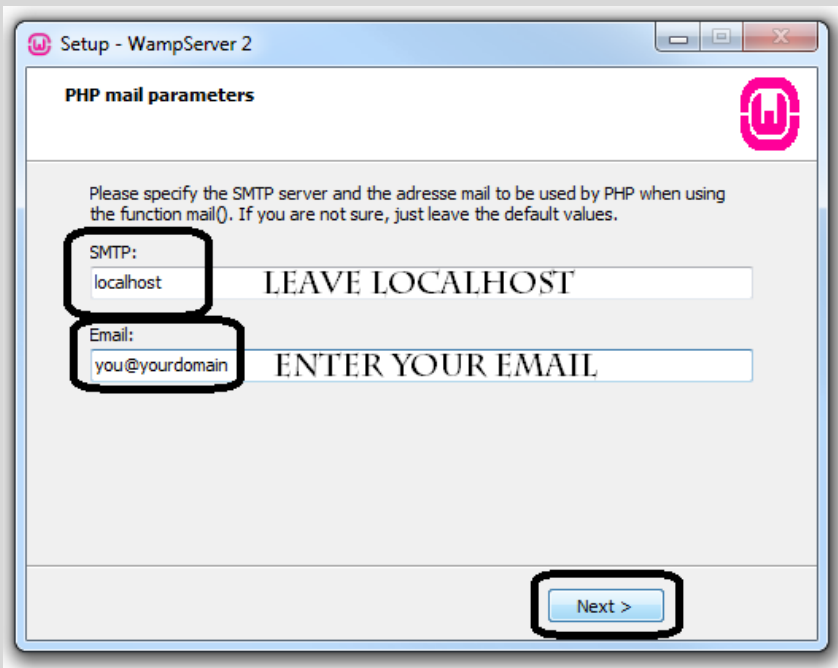 Setup - WampServer 2
PHP mail parameters
Please specify the SMTP server and the adresse mail to be used by PHP when using
the function mail(). If you are not sure, just leave the default values.
SMTP:
localhost LEAVE LOCALHOST
Email:
you@yourdomain ENTER YOUR EMAIL
Next >